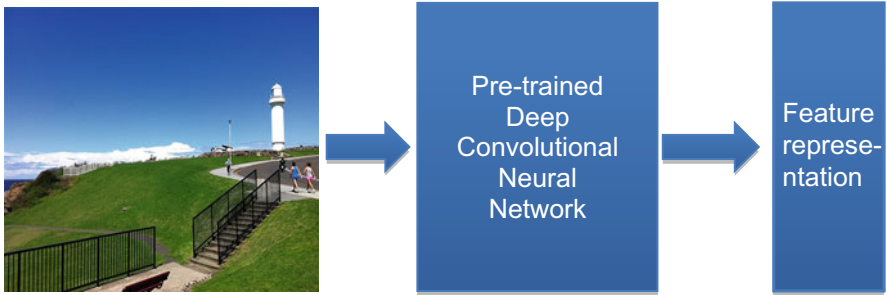 Pre-trained
Deep
Convolutional
Neural
Network
Feature
represe-
ntation